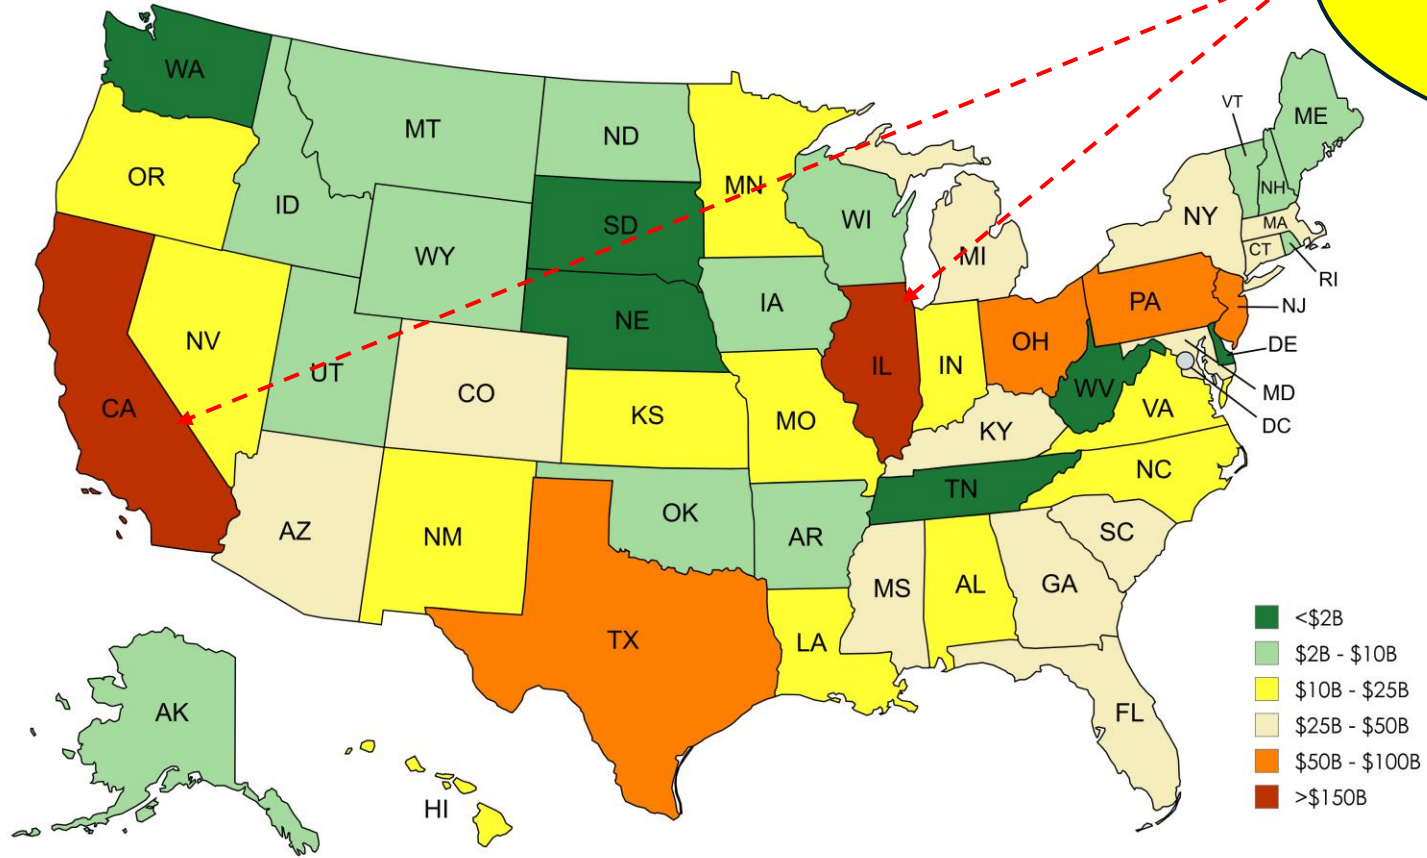 WA
MT
ND
MN
OR
ID
WY
SD
WI
MI
NY
VT
ME
NH
MA
CT
RI
NV
UT
CO
NE
IA
IL
IN
OH
PA
NJ
DE
MD
DC
CA
KS
MO
KY
WV
VA
AZ
NM
OK
AR
TN
NC
SC
TX
LA
MS
AL
GA
FL
AK
HI
<$2B
$2B - $10B
$10B - $25B
$25B - $50B
$50B - $100B
>$150B